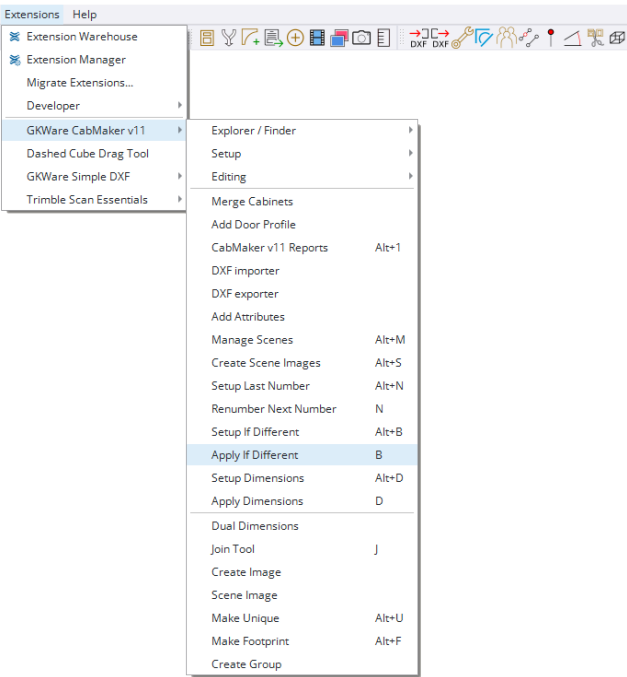 Extensions Help
Extension Warehouse
Extension Manager
Migrate Extensions...
Developer
GKWare CabMaker v11
Dashed Cube Drag Tool
GKWare Simple DXF
Trimble Scan Essentials
DXF DXF
Explorer / Finder
Setup
Editing
Merge Cabinets
Add Door Profile
CabMaker v11 Reports Alt+1
DXF importer
DXF exporter
Add Attributes
Manage Scenes Alt+M
Create Scene Images Alt+S
Setup Last Number Alt+N
Renumber Next Number N
Setup If Different Alt+B
Apply If Different B
Setup Dimensions Alt+D
Apply Dimensions D
Dual Dimensions
Join Tool J
Create Image
Scene Image
Make Unique Alt+U
Make Footprint Alt+F
Create Group